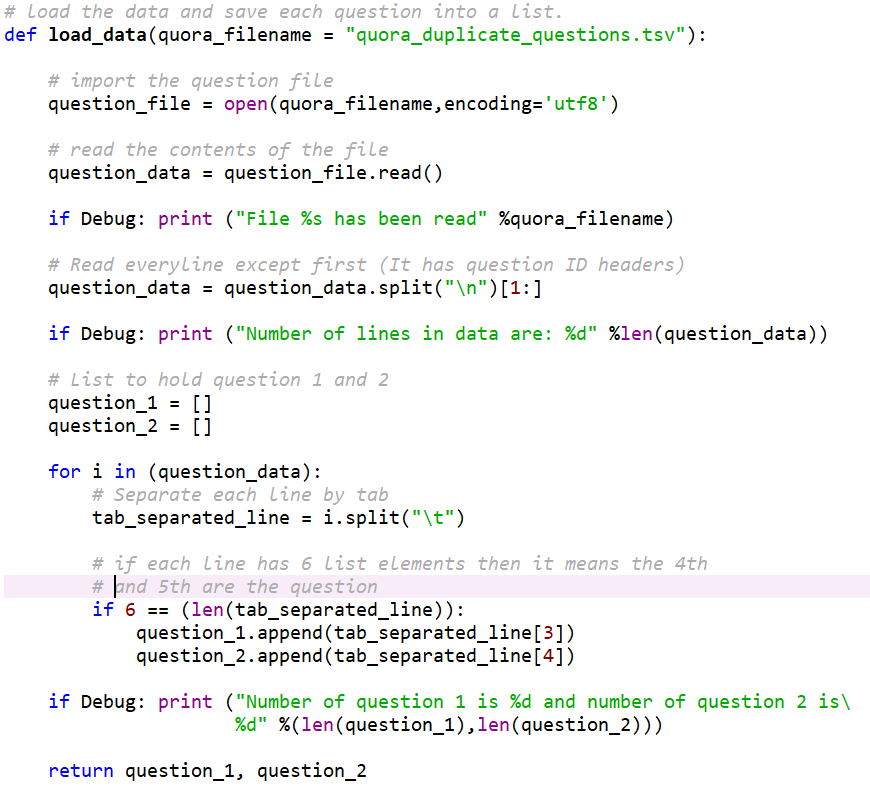 # load the data and save each question into a list.
def load_data(quora_filename = "quora_duplicate_questions.tsv"):
# import the question file
question_file = open(quora_filename,encoding='utf8')
# read the contents of the file
question_data = question_file.read()
if Debug: print ("File %s has been read" %quora_filename)
# Read everyline except first (It has question ID headers)
question_data = question_data.split("\n")[1:]
if Debug: print ("Number of lines in data are: %d" %len(question_data))
# List to hold question 1 and 2
question_1 = []
question_2 = []
for i in (question_data):
# Separate each line by tab
tab_separated_line = i.split("\t")
# if each line has 6 list elements then it means the 4th
# and 5th are the question
if 6 == (len(tab_separated_line)):
question_1.append(tab_separated_line[3])
question_2.append(tab_separated_line[4])
if Debug: print ("Number of question 1 is %d and number of question 2 is\
%d" %(len(question_1),len(question_2)))
return question_1, question_2